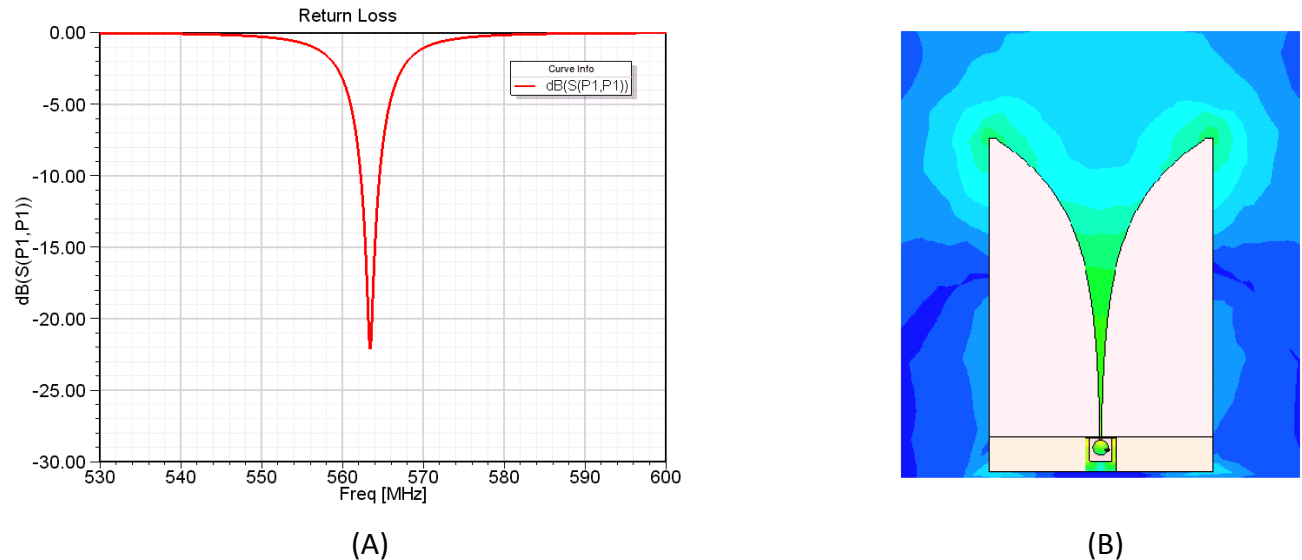 Return Loss
0.00
-5.00
-10.00
-15.00
-20.00
-25.00
-30.00
dB(S(P1,P1))
Curve Info
dB(S(P1,P1))
530 540 550 560 570 580 590 600
Freq [MHz]
(A) (B)